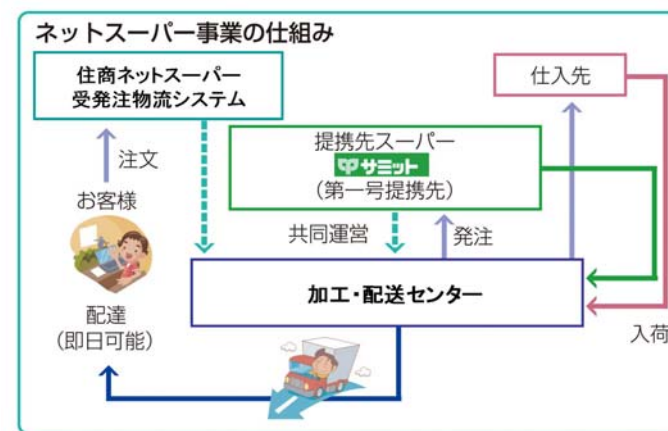 ネットスーパー事業の仕組み
住商ネットスーパー
受発注物流システム
仕入先
注文
提携先スーパー
サミット
(第一号提携先)
お客様
共同運営
発注
加工・配送センター
配達
(即日可能)
入荷